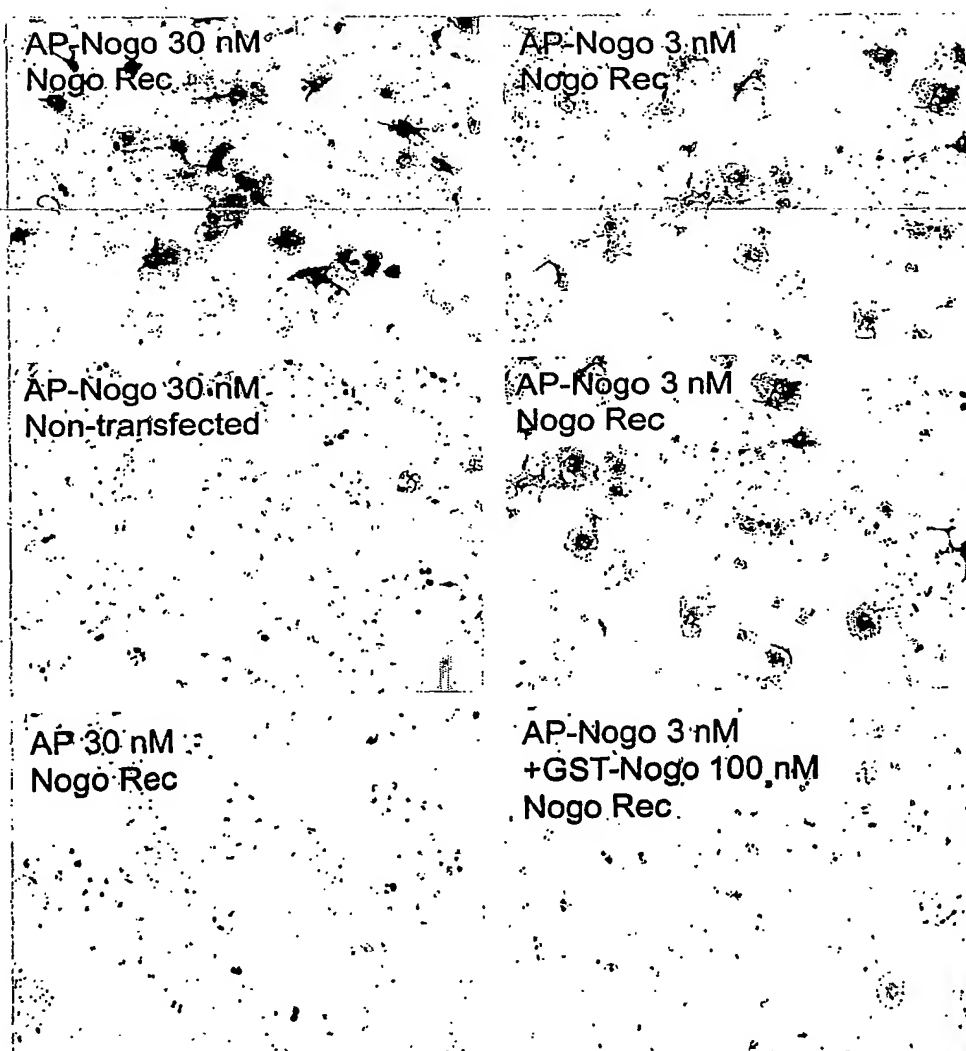 AP-Nogo 30 nM
Nogo Rec
AP-Nogo 3 nM
Nogo Rec
AP-Nogo 30 nM
Non-transfected
AP-Nogo 3 nM
Nogo Rec
AP 30 nM
Nogo Rec
AP-Nogo 3 nM
+GST-Nogo 100 nM
Nogo Rec